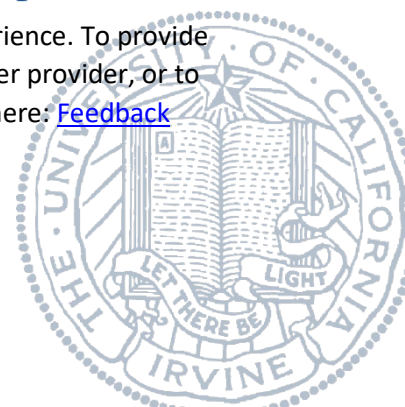 rience. To provide
er provider, or to
here: Feedback
THE · UNIVERSITY · OF · CALIFORNIA
A
LET THERE BE LIGHT
IRVINE